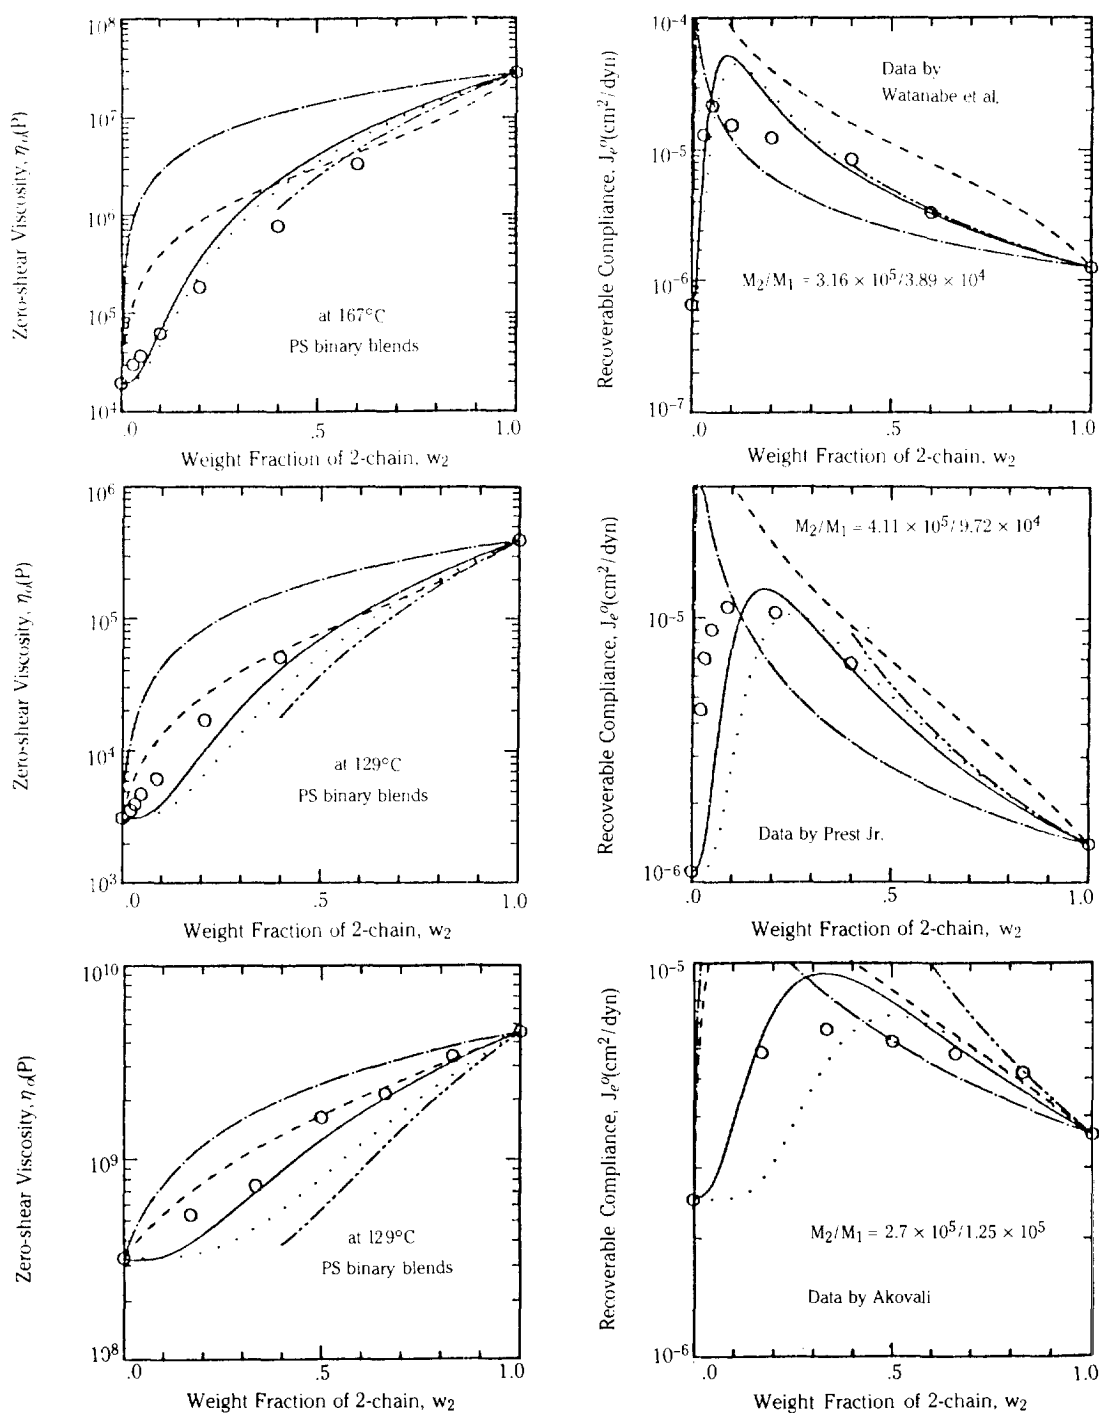 10⁸
10⁷
10⁶
10⁵
10⁴
Zero-shear Viscosity, η₀(P)
at 167°C
PS binary blends
.0 .5 1.0
Weight Fraction of 2-chain, w₂
10⁻⁴
10⁻⁵
10⁻⁶
10⁻⁷
Recoverable Compliance, Jₑ⁰(cm²/dyn)
Data by
Watanabe et al.
M₂/M₁ = 3.16 × 10⁵/3.89 × 10⁴
.0 .5 1.0
Weight Fraction of 2-chain, w₂
10⁶
10⁵
10⁴
10³
Zero-shear Viscosity, η₀(P)
at 129°C
PS binary blends
.0 .5 1.0
Weight Fraction of 2-chain, w₂
10⁻⁵
10⁻⁶
Recoverable Compliance, Jₑ⁰(cm²/dyn)
M₂/M₁ = 4.11 × 10⁵/9.72 × 10⁴
Data by Prest Jr.
.0 .5 1.0
Weight Fraction of 2-chain, w₂
10¹⁰
10⁹
10⁸
Zero-shear Viscosity, η₀(P)
at 129°C
PS binary blends
.0 .5 1.0
Weight Fraction of 2-chain, w₂
10⁻⁵
10⁻⁶
Recoverable Compliance, Jₑ⁰(cm²/dyn)
M₂/M₁ = 2.7 × 10⁵/1.25 × 10⁵
Data by Akovali
.0 .5 1.0
Weight Fraction of 2-chain, w₂